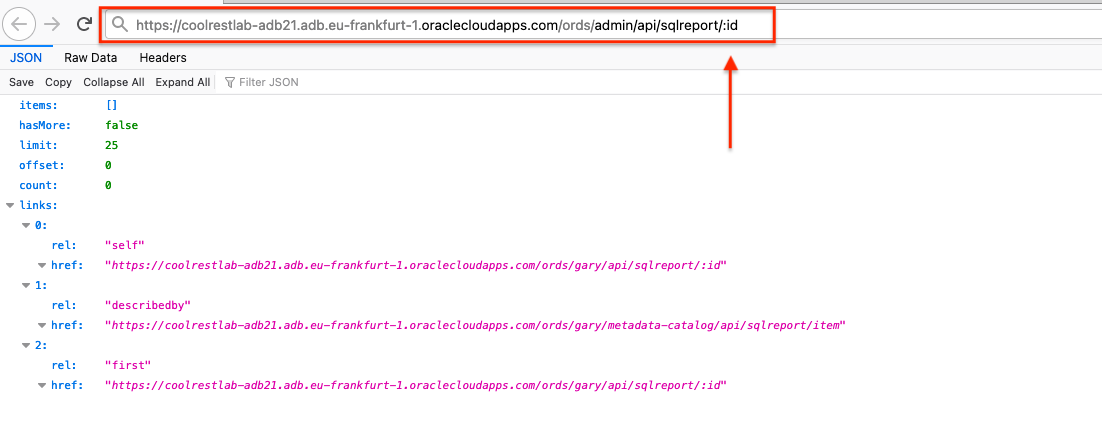 https://coolrestlab-adb21.adb.eu-frankfurt-1.oraclecloudapps.com/ords/admin/api/sqlreport/:id
JSON Raw Data Headers
Save Copy Collapse All Expand All Filter JSON
items: []
hasMore: false
limit: 25
offset: 0
count: 0
links:
0:
rel: "self"
href: "https://coolrestlab-adb21.adb.eu-frankfurt-1.oraclecloudapps.com/ords/gary/api/sqlreport/:id"
1:
rel: "describedby"
href: "https://coolrestlab-adb21.adb.eu-frankfurt-1.oraclecloudapps.com/ords/gary/metadata-catalog/api/sqlreport/item"
2:
rel: "first"
href: "https://coolrestlab-adb21.adb.eu-frankfurt-1.oraclecloudapps.com/ords/gary/api/sqlreport/:id"